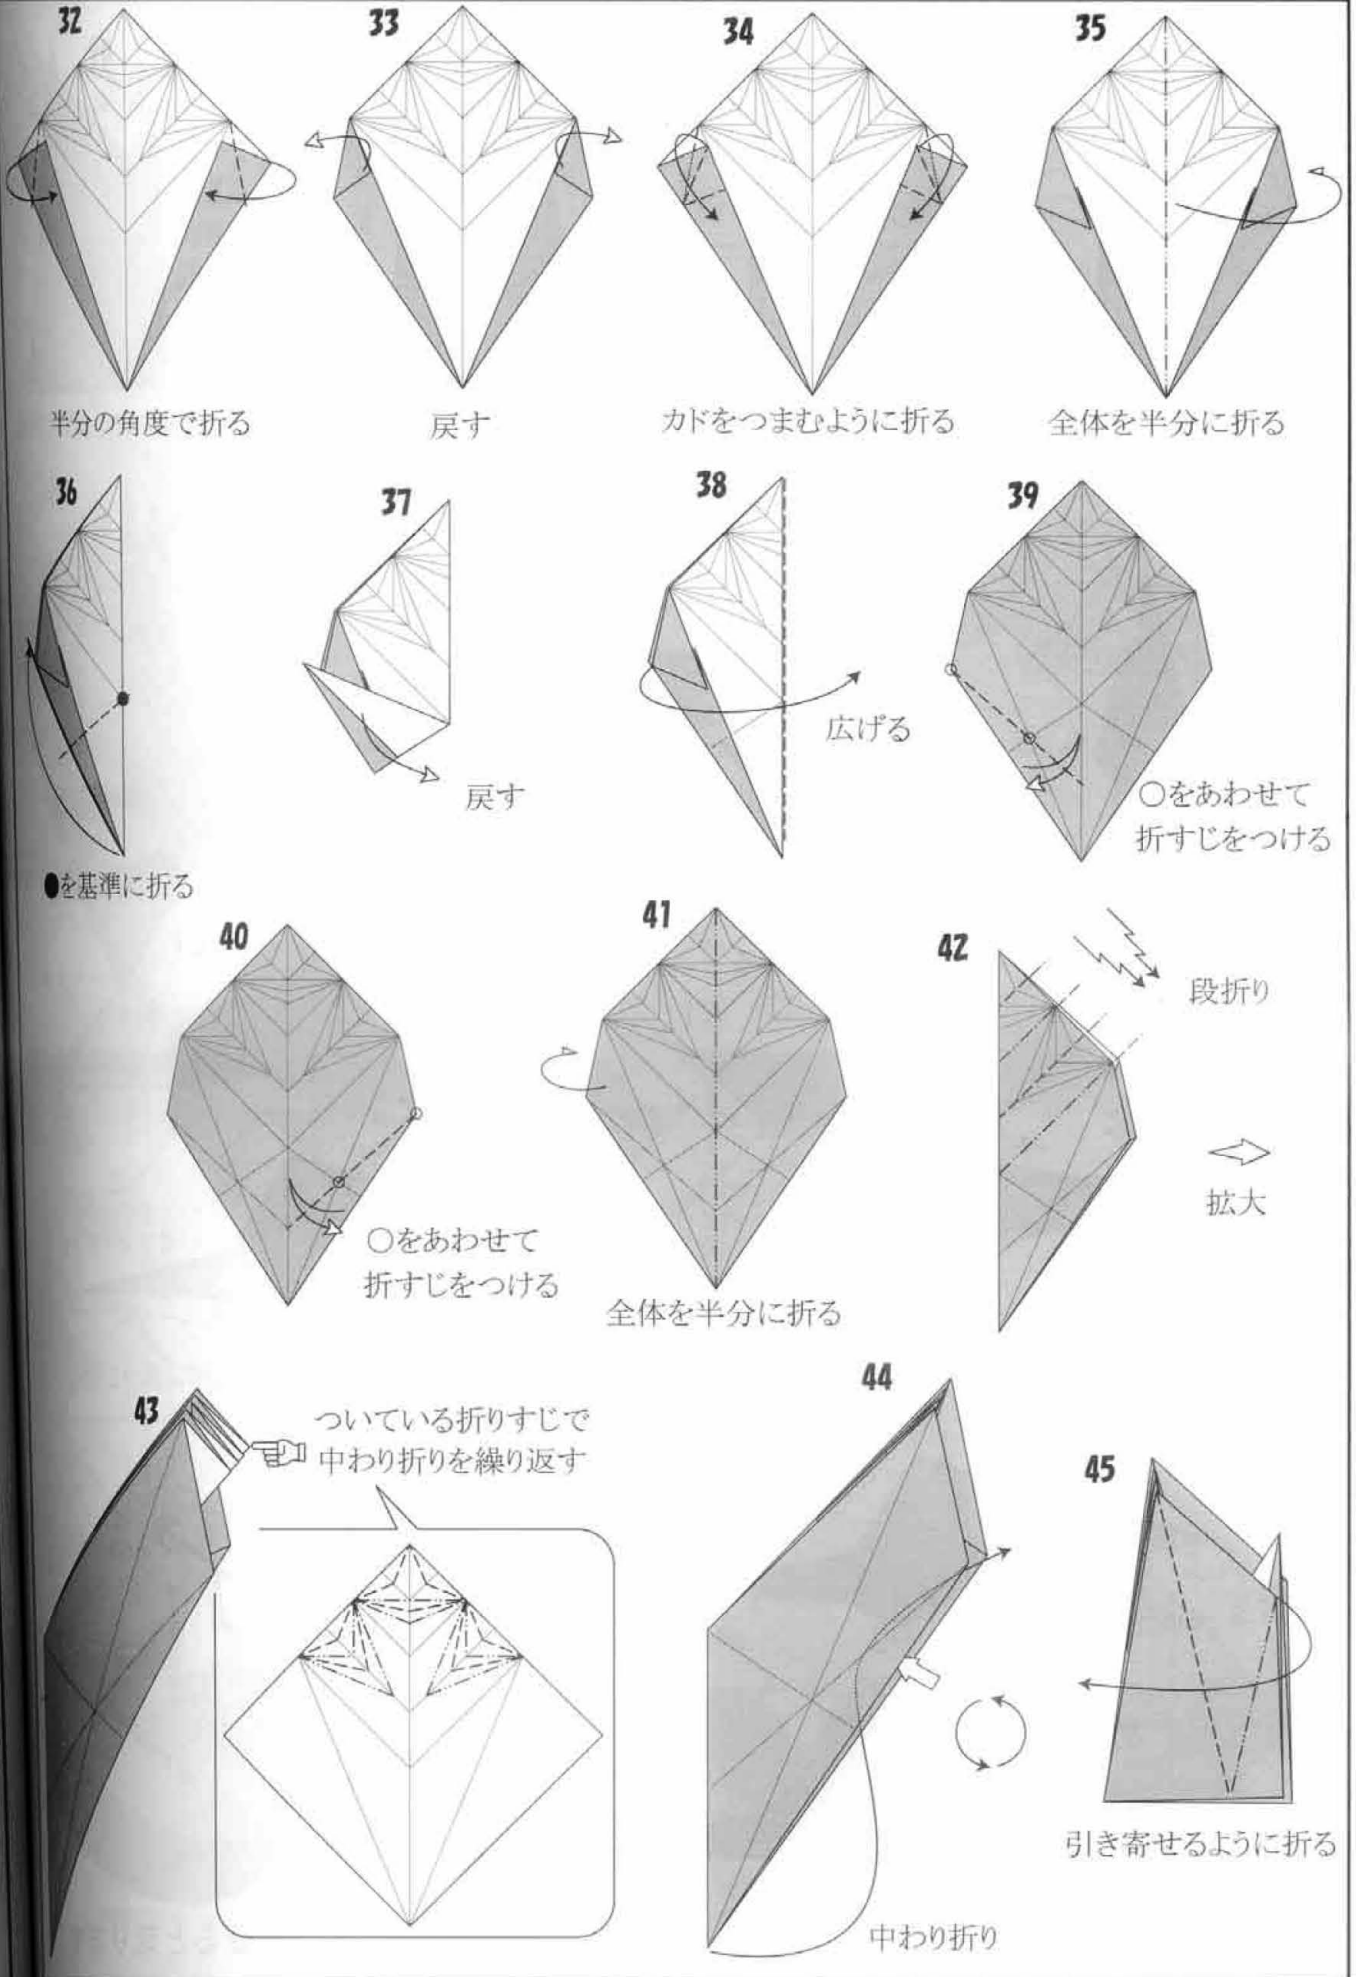 32
33
34
35
半分の角度で折る
戻す
カドをつまむように折る
全体を半分に折る
36
37
38
39
●を基準に折る
戻す
広げる
○をあわせて
折すじをつける
40
41
42
○をあわせて
折すじをつける
全体を半分に折る
段折り
拡大
43
ついている折りすじで
中わり折りを繰り返す
44
中わり折り
45
引き寄せるように折る